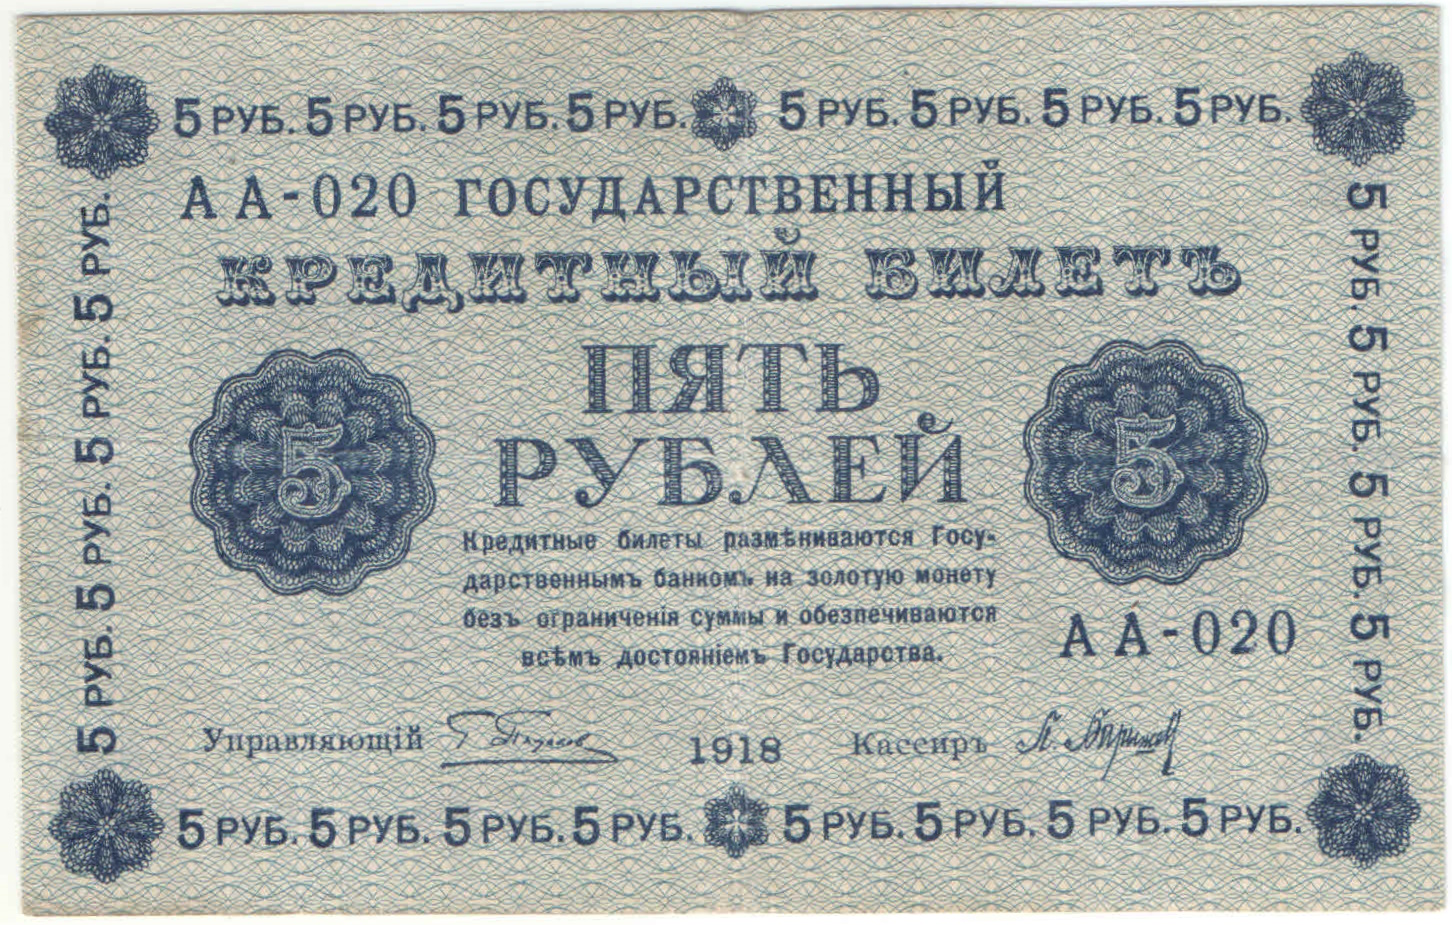 5 РУБ. 5 РУБ. 5 РУБ. 5 РУБ. 5 РУБ. 5 РУБ. 5 РУБ. 5 РУБ.
АА-020 ГОСУДАРСТВЕННЫЙ
КРЕДИТНЫЙ БИЛЕТЪ
ПЯТЬ
РУБЛЕЙ
5
5
Кредитные билеты размѣниваются Госу-
дарственнымъ банкомъ на золотую монету
безъ ограниченія суммы и обезпечиваются
всѣмъ достояніемъ Государства.
АА-020
Управляющій
1918
Кассиръ
5 РУБ. 5 РУБ. 5 РУБ. 5 РУБ.
5 РУБ. 5 РУБ. 5 РУБ. 5 РУБ.
5 РУБ. 5 РУБ. 5 РУБ. 5 РУБ. 5 РУБ. 5 РУБ. 5 РУБ. 5 РУБ.